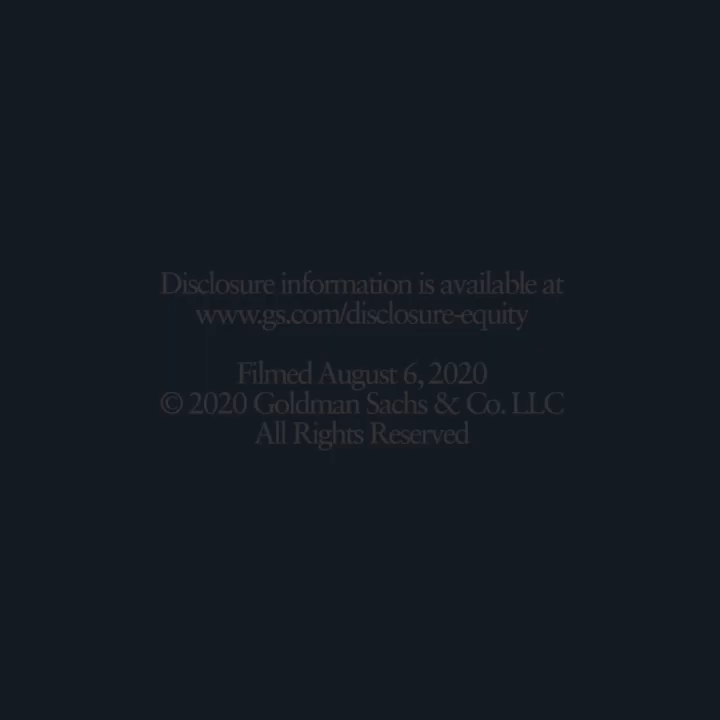 Disclosure information is available at
www.gs.com/disclosure-equity
Filmed August 6, 2020
© 2020 Goldman Sachs & Co. LLC
All Rights Reserved